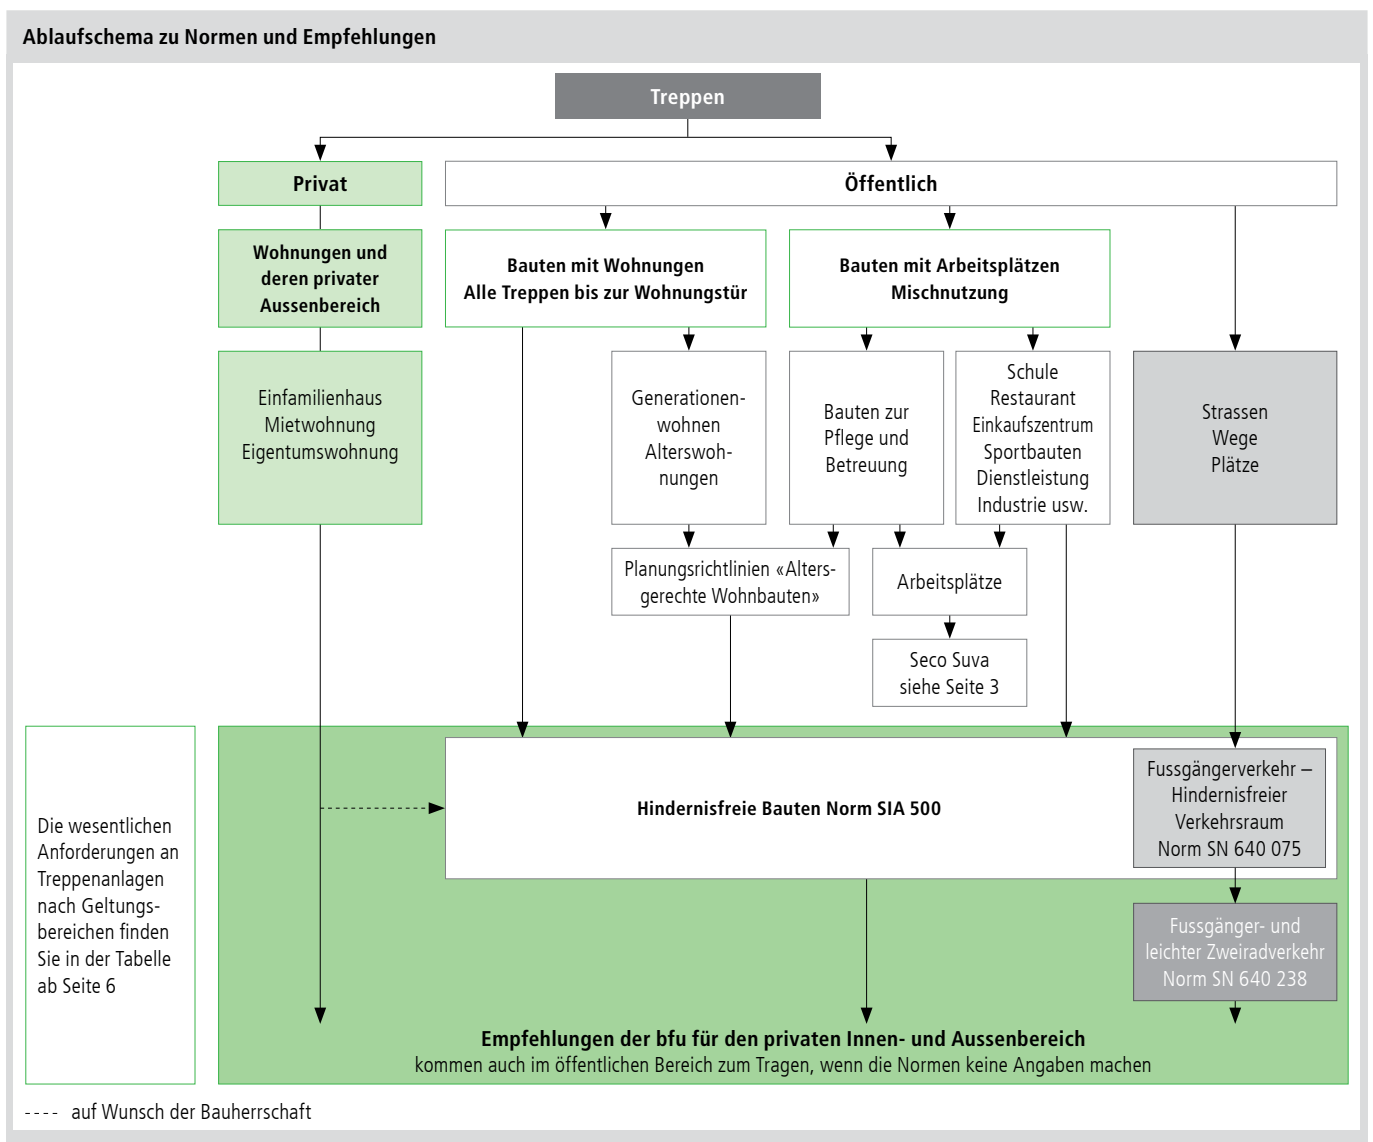 Ablaufschema zu Normen und Empfehlungen
Treppen
Privat
Öffentlich
Wohnungen und
deren privater
Aussenbereich
Bauten mit Wohnungen
Alle Treppen bis zur Wohnungstür
Bauten mit Arbeitsplätzen
Mischnutzung
Einfamilienhaus
Mietwohnung
Eigentumswohnung
Generationen-
wohnen
Alterswoh-
nungen
Bauten zur
Pflege und
Betreuung
Schule
Restaurant
Einkaufszentrum
Sportbauten
Dienstleistung
Industrie usw.
Strassen
Wege
Plätze
Planungsrichtlinien «Alters-
gerechte Wohnbauten»
Arbeitsplätze
Seco Suva
siehe Seite 3
Die wesentlichen
Anforderungen an
Treppenanlagen
nach Geltungs-
bereichen finden
Sie in der Tabelle
ab Seite 6
Hindernisfreie Bauten Norm SIA 500
Fussgängerverkehr –
Hindernisfreier
Verkehrsraum
Norm SN 640 075
Fussgänger- und
leichter Zweiradverkehr
Norm SN 640 238
Empfehlungen der bfu für den privaten Innen- und Aussenbereich
kommen auch im öffentlichen Bereich zum Tragen, wenn die Normen keine Angaben machen
---- auf Wunsch der Bauherrschaft